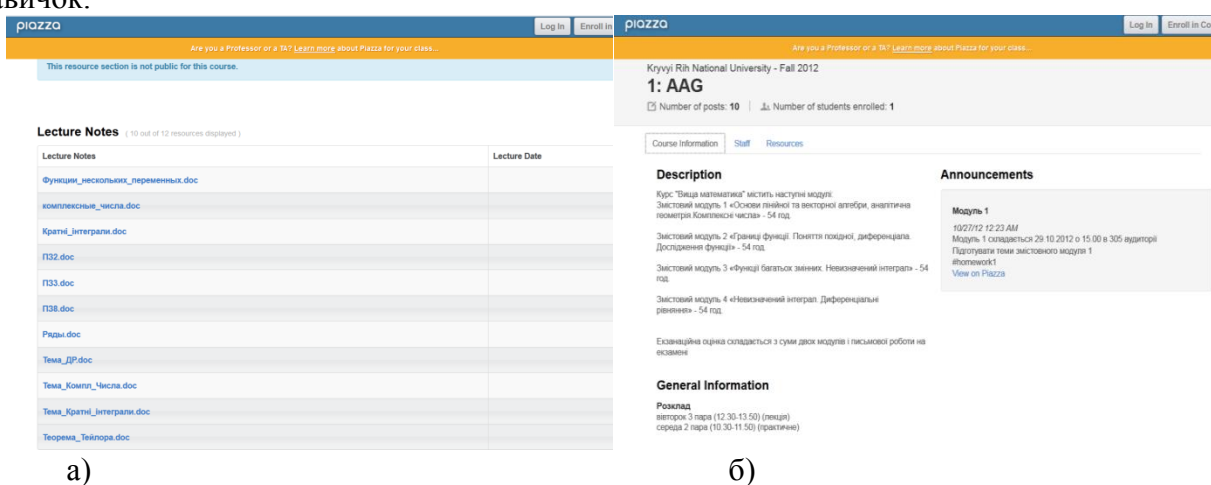 piazza
Log In
Enroll in
Are you a Professor or a TA? Learn more about Piazza for your class...
This resource section is not public for this course.
Lecture Notes ( 10 out of 12 resources displayed )
Lecture Notes Lecture Date
Функции_нескольких_переменных.doc
комплексные_числа.doc
Кратні_інтеграли.doc
ПЗ2.doc
ПЗ3.doc
ПЗ8.doc
Ряды.doc
Тема_ДР.doc
Тема_Компл_Числа.doc
Тема_Кратні_інтеграли.doc
Теорема_Тейлора.doc
а)
piazza
Log In
Enroll in Co
Are you a Professor or a TA? Learn more about Piazza for your class...
Kryvyi Rih National University - Fall 2012
1: AAG
Number of posts: 10 | Number of students enrolled: 1
Course Information Staff Resources
Description
Курс "Вища математика" містить наступні модулі:
Змістовий модуль 1 «Основи лінійної та векторної алгебри, аналітична
геометрія.Комплексні числа» - 54 год.
Змістовий модуль 2 «Границі функції. Поняття похідної, диференціала.
Дослідження функції» - 54 год.
Змістовий модуль 3 «Функції багатьох змінних. Невизначений інтеграл» - 54
год.
Змістовий модуль 4 «Невизначений інтеграл. Диференціальні
рівняння» - 54 год.
Екзанаційна оцінка складається з суми двох модулів і письмової роботи на
екзамені
General Information
Розклад
вівторок 3 пара (12.30-13.50) (лекція)
середа 2 пара (10.30-11.50) (практичне)
Announcements
Модуль 1
10/27/12 12:23 AM
Модуль 1 складається 29.10.2012 о 15.00 в 305 аудиторії
Підготувати теми змістовного модуля 1
#homework1
View on Piazza
б)